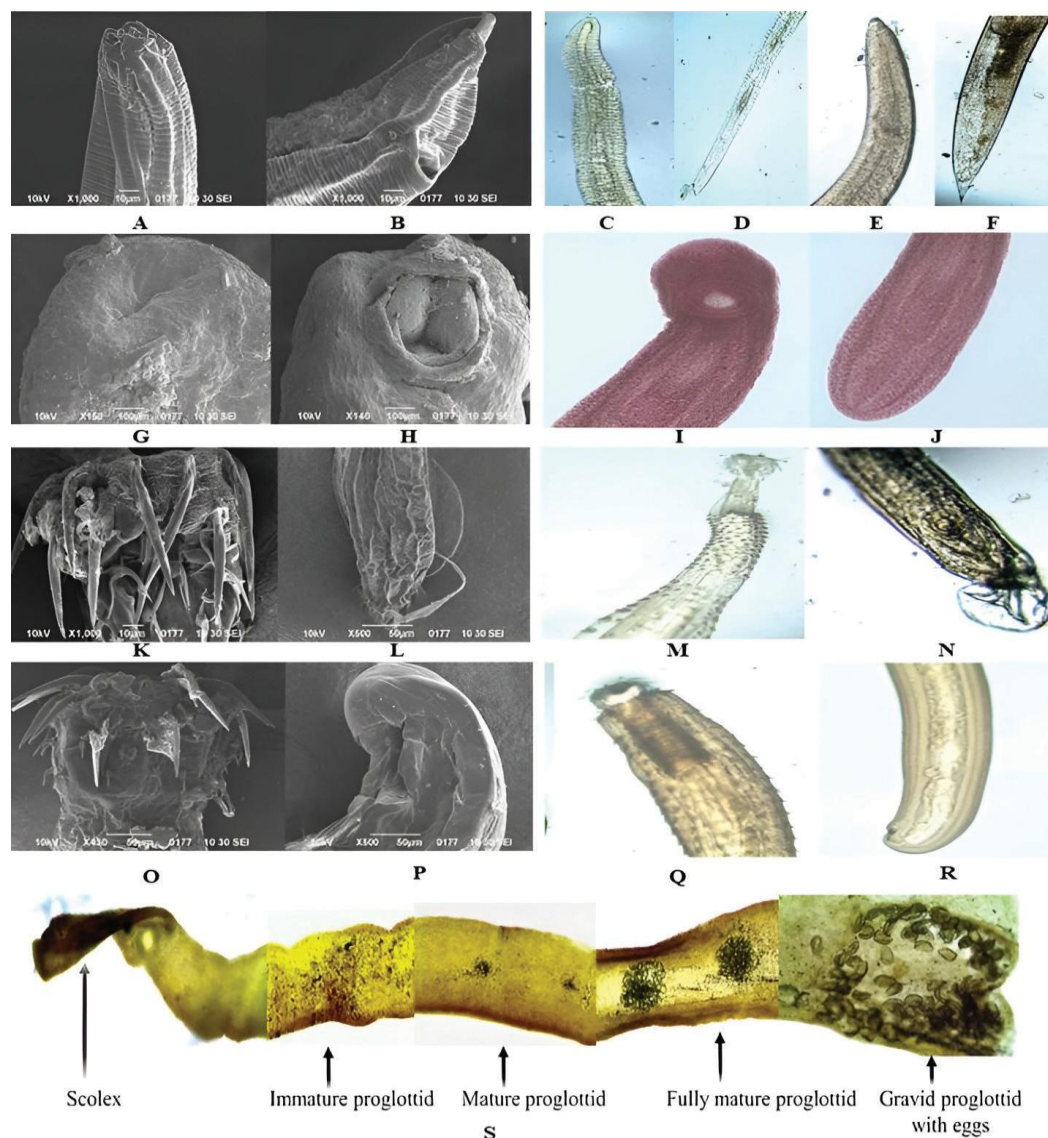 10kV X1,000 10μm 0177 10 30 SEI
10kV X1,000 10μm 0177 10 30 SEI
A B C D E F
10kV X150 100μm 0177 10 30 SEI
10kV X140 100μm 0177 10 30 SEI
G H I J
10kV X1,000 10μm 0177 10 30 SEI
10kV X500 50μm 0177 10 30 SEI
K L M N
10kV X430 50μm 0177 10 30 SEI
10kV X500 50μm 0177 10 30 SEI
O P Q R
Scolex
Immature proglottid
Mature proglottid
Fully mature proglottid
Gravid proglottid
with eggs
S